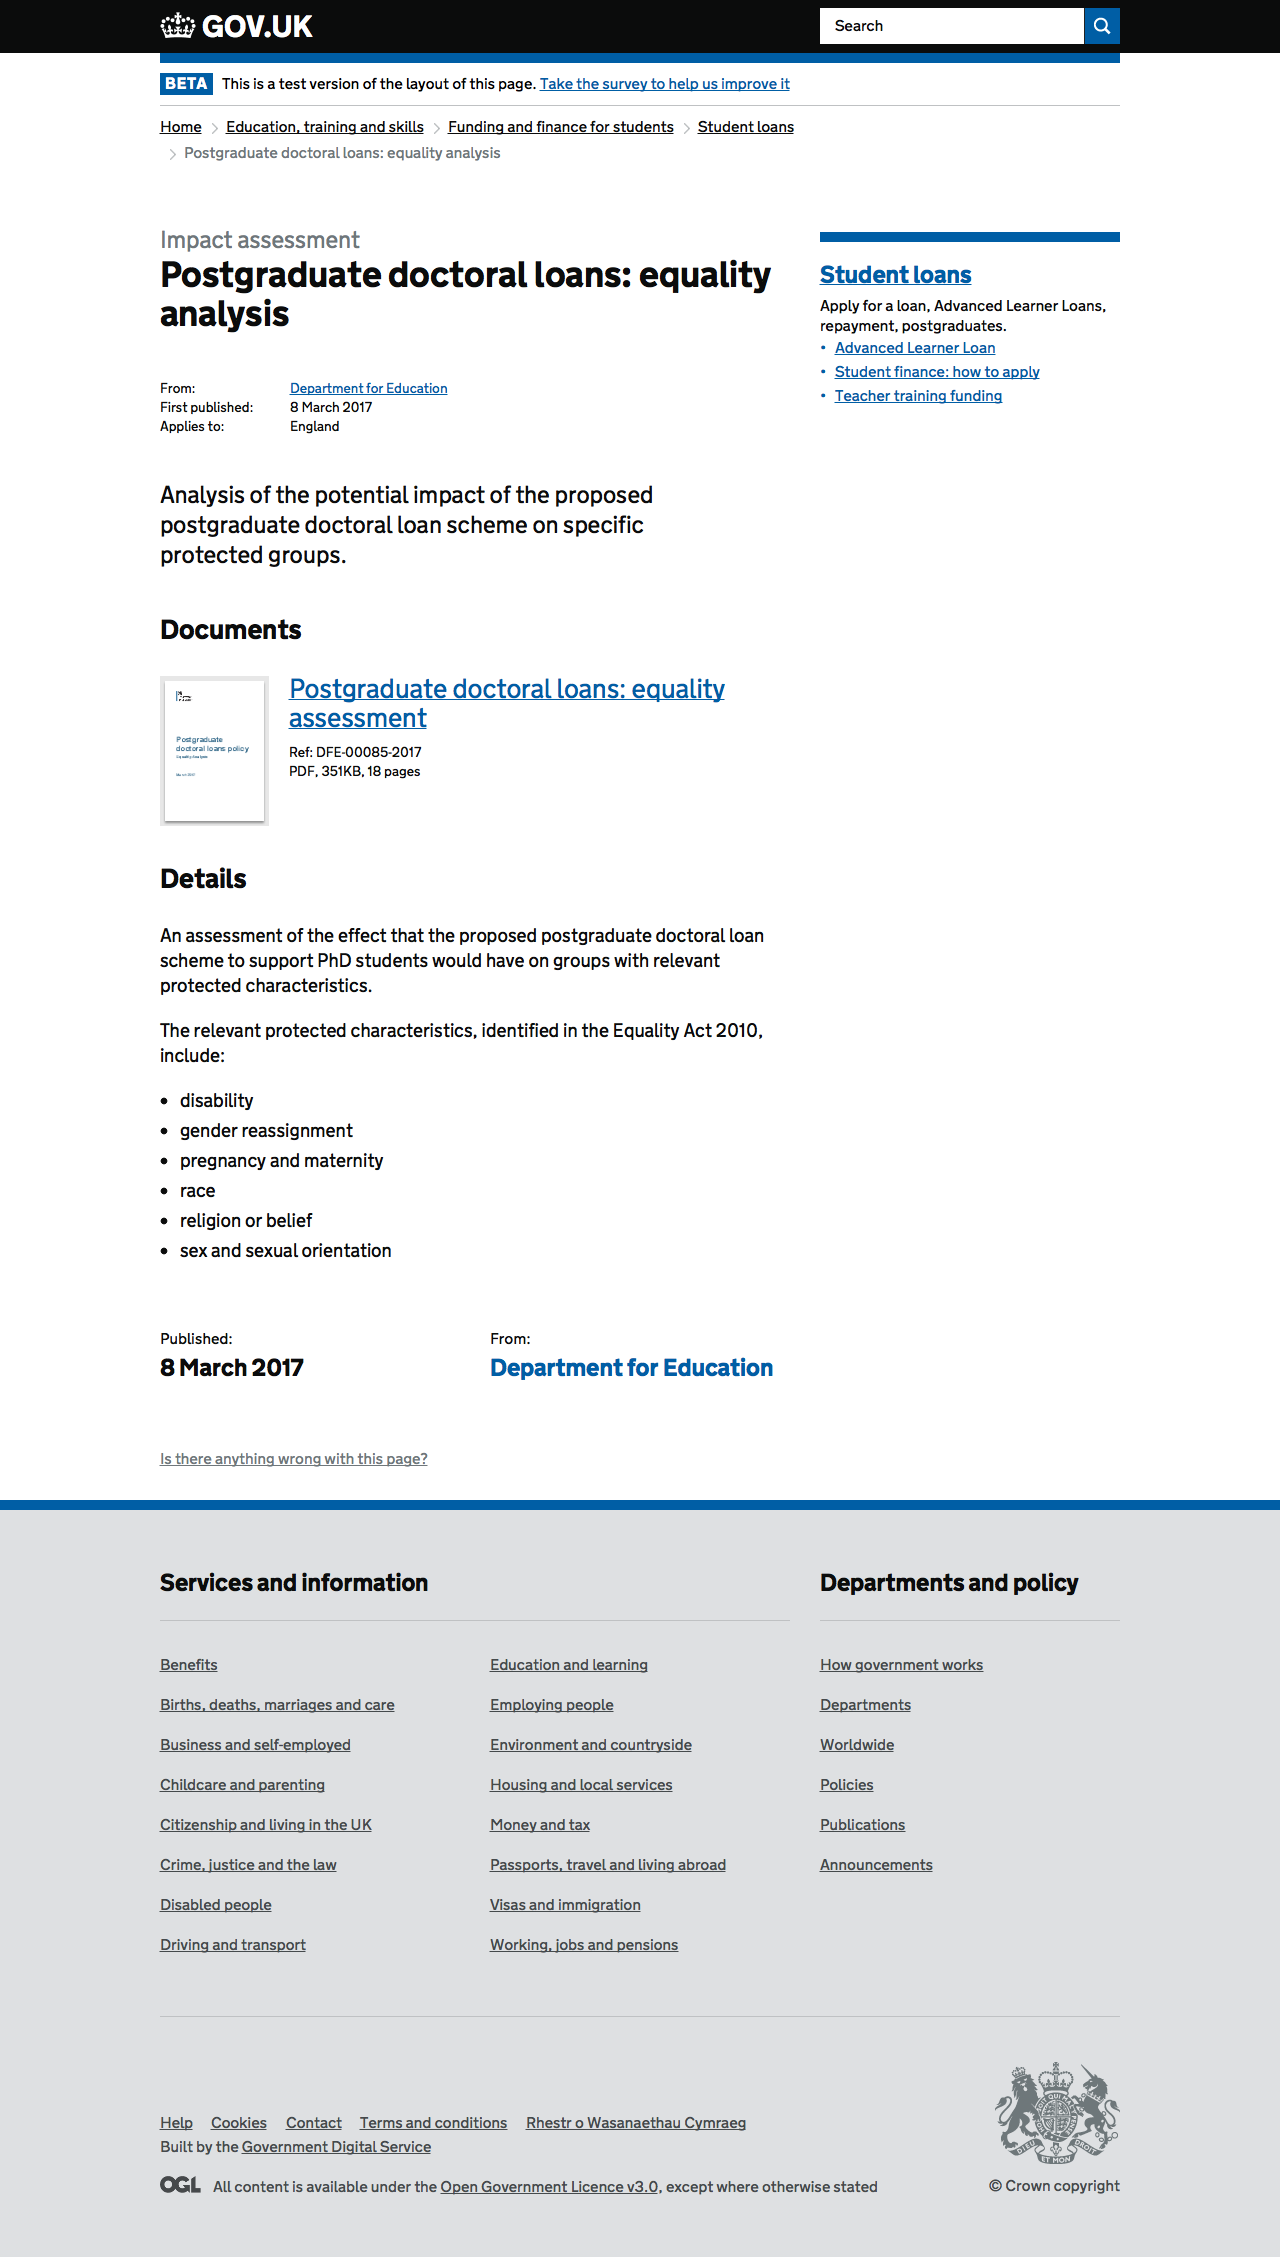 GOV.UK
Search
BETA This is a test version of the layout of this page. Take the survey to help us improve it
Home Education, training and skills Funding and finance for students Student loans
Postgraduate doctoral loans: equality analysis
Impact assessment
Postgraduate doctoral loans: equality
analysis
From: Department for Education
First published: 8 March 2017
Applies to: England
Student loans
Apply for a loan, Advanced Learner Loans,
repayment, postgraduates.
• Advanced Learner Loan
• Student finance: how to apply
• Teacher training funding
Analysis of the potential impact of the proposed
postgraduate doctoral loan scheme on specific
protected groups.
Documents
Postgraduate
doctoral loans policy
Equality Analysis
March 2017
Postgraduate doctoral loans: equality
assessment
Ref: DFE-00085-2017
PDF, 351KB, 18 pages
Details
An assessment of the effect that the proposed postgraduate doctoral loan
scheme to support PhD students would have on groups with relevant
protected characteristics.
The relevant protected characteristics, identified in the Equality Act 2010,
include:
• disability
• gender reassignment
• pregnancy and maternity
• race
• religion or belief
• sex and sexual orientation
Published:
8 March 2017
From:
Department for Education
Is there anything wrong with this page?
Services and information
Benefits
Births, deaths, marriages and care
Business and self-employed
Childcare and parenting
Citizenship and living in the UK
Crime, justice and the law
Disabled people
Driving and transport
Education and learning
Employing people
Environment and countryside
Housing and local services
Money and tax
Passports, travel and living abroad
Visas and immigration
Working, jobs and pensions
Departments and policy
How government works
Departments
Worldwide
Policies
Publications
Announcements
Help Cookies Contact Terms and conditions Rhestr o Wasanaethau Cymraeg
Built by the Government Digital Service
OGL All content is available under the Open Government Licence v3.0, except where otherwise stated
DIEU ET MON DROIT
© Crown copyright